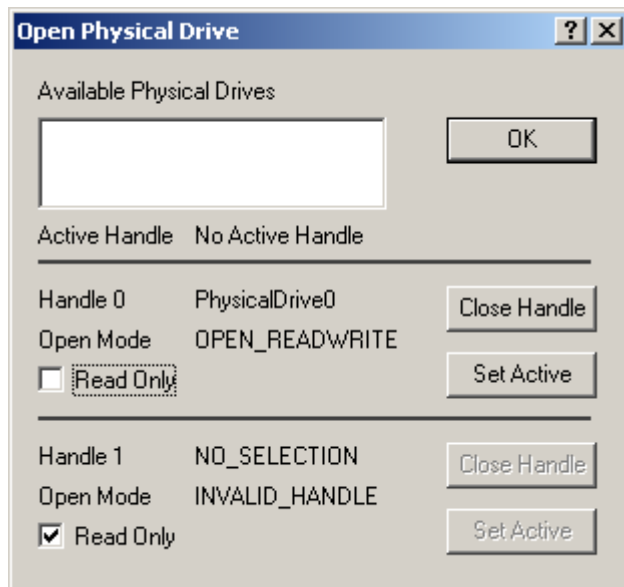 Open Physical Drive
Available Physical Drives
OK
Active Handle No Active Handle
Handle 0 PhysicalDrive0 Close Handle
Open Mode OPEN_READWRITE
Read Only Set Active
Handle 1 NO_SELECTION Close Handle
Open Mode INVALID_HANDLE
Read Only Set Active